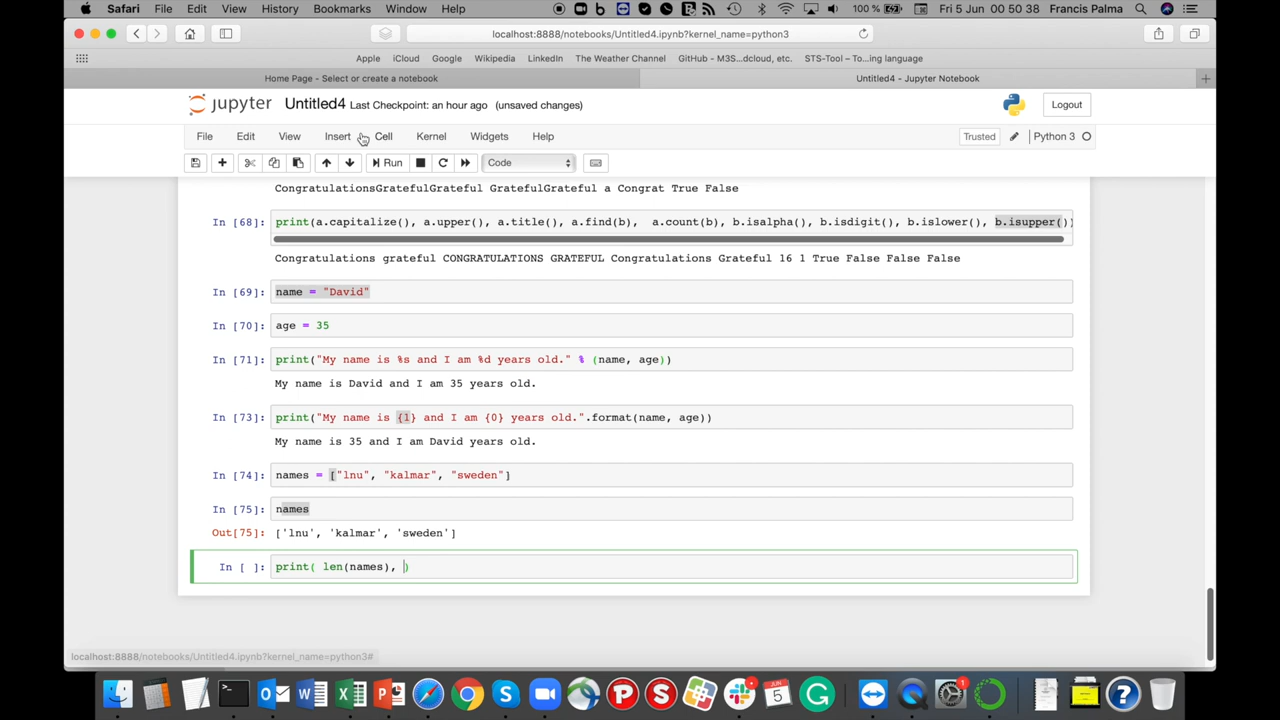 Safari File Edit View History Bookmarks Window Help 100 % Fri 5 Jun 00 50 38 Francis Palma
localhost:8888/notebooks/Untitled4.ipynb?kernel_name=python3
Apple iCloud Google Wikipedia LinkedIn The Weather Channel GitHub - M3S...dcloud, etc. STS-Tool – To...ing language
Home Page - Select or create a notebook Untitled4 - Jupyter Notebook
jupyter Untitled4 Last Checkpoint: an hour ago (unsaved changes) Logout
File Edit View Insert Cell Kernel Widgets Help Trusted Python 3
Run Code
CongratulationsGratefulGrateful GratefulGrateful a Congrat True False
In [68]: print(a.capitalize(), a.upper(), a.title(), a.find(b), a.count(b), b.isalpha(), b.isdigit(), b.islower(), b.isupper())
Congratulations grateful CONGRATULATIONS GRATEFUL Congratulations Grateful 16 1 True False False False
In [69]: name = "David"
In [70]: age = 35
In [71]: print("My name is %s and I am %d years old." % (name, age))
My name is David and I am 35 years old.
In [73]: print("My name is {1} and I am {0} years old.".format(name, age))
My name is 35 and I am David years old.
In [74]: names = ["lnu", "kalmar", "sweden"]
In [75]: names
Out[75]: ['lnu', 'kalmar', 'sweden']
In [ ]: print( len(names), )
localhost:8888/notebooks/Untitled4.ipynb?kernel_name=python3#